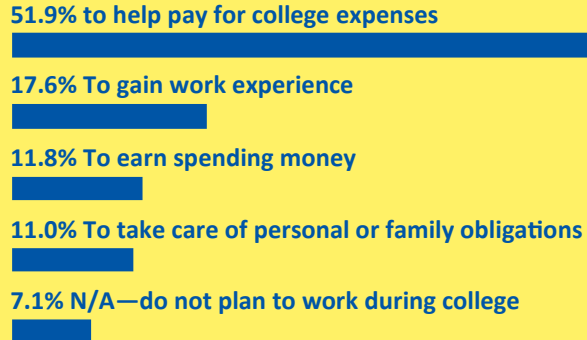 51.9% to help pay for college expenses
17.6% To gain work experience
11.8% To earn spending money
11.0% To take care of personal or family obligations
7.1% N/A—do not plan to work during college